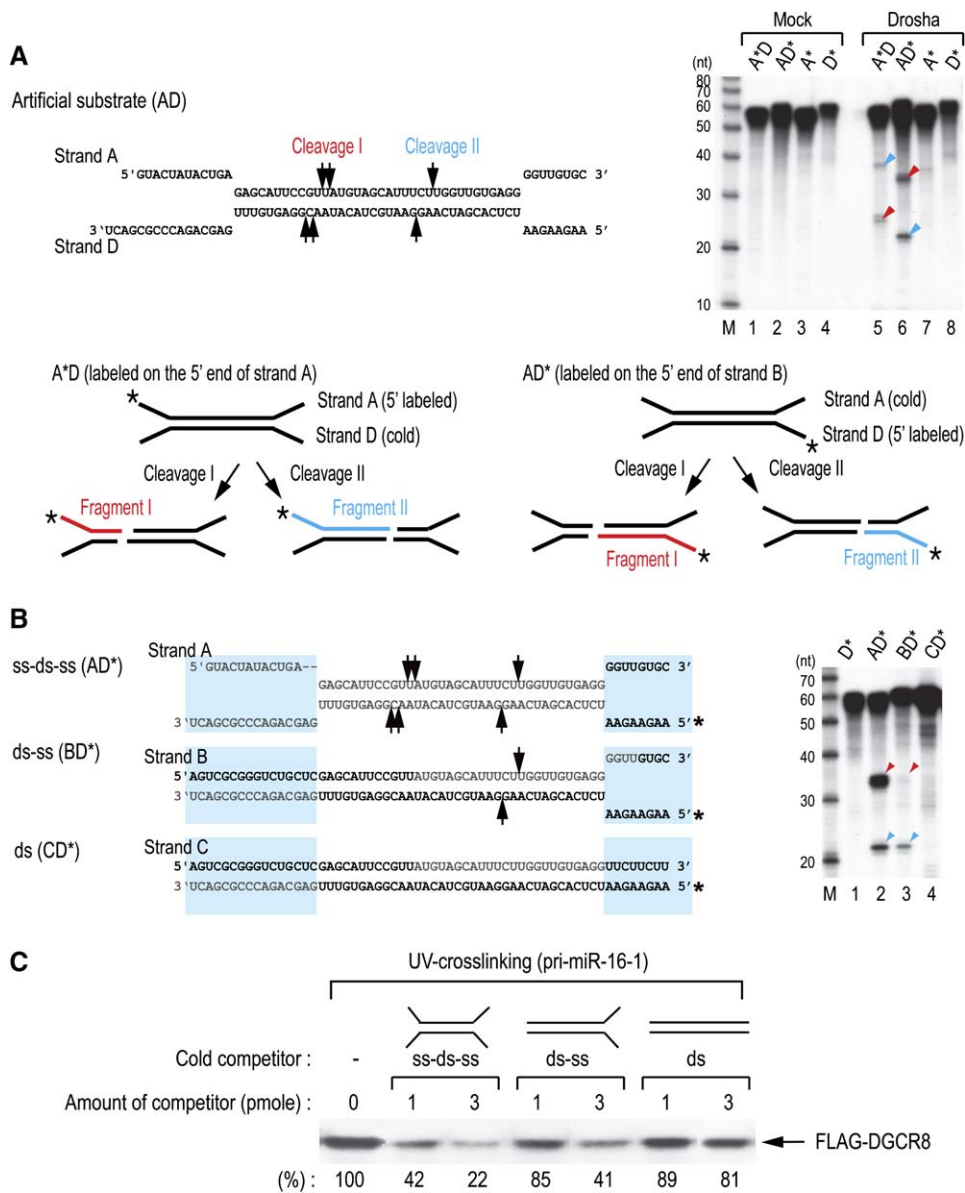 A
Artificial substrate (AD)
Strand A
Cleavage I
Cleavage II
5'GUACUAUACUGA
GGUUGUGC 3'
GAGCAUUCCGUUAUGUAGCAUUUCUUGGUUGUGAGG
UUUGUGAGGCAAUACAUCGUAAGGAACUAGCACUCU
3'UCAGCGCCCAGACGAG
AAGAAGAA 5'
Strand D
Mock
Drosha
(nt)
A*D
AD*
A*
D*
A*D
AD*
A*
D*
80
70
60
50
40
30
20
10
M 1 2 3 4 5 6 7 8
A*D (labeled on the 5' end of strand A)
*
Strand A (5' labeled)
Strand D (cold)
Cleavage I
Cleavage II
*
Fragment I
*
Fragment II
AD* (labeled on the 5' end of strand B)
Strand A (cold)
Strand D (5' labeled)
*
Cleavage I
Cleavage II
Fragment I
*
Fragment II
*
B
ss-ds-ss (AD*)
Strand A
5'GUACUAUACUGA--
GGUUGUGC 3'
GAGCAUUCCGUUAUGUAGCAUUUCUUGGUUGUGAGG
UUUGUGAGGCAAUACAUCGUAAGGAACUAGCACUCU
3'UCAGCGCCCAGACGAG
AAGAAGAA 5'*
ds-ss (BD*)
Strand B
GGUUGUGC 3'
5'AGUCGCGGGUCUGCUCGAGCAUUCCGUUAUGUAGCAUUUCUUGGUUGUGAGG
3'UCAGCGCCCAGACGAGUUUGUGAGGCAAUACAUCGUAAGGAACUAGCACUCU
AAGAAGAA 5'*
ds (CD*)
Strand C
5'AGUCGCGGGUCUGCUCGAGCAUUCCGUUAUGUAGCAUUUCUUGGUUGUGAGGUUCUUCUU 3'
3'UCAGCGCCCAGACGAGUUUGUGAGGCAAUACAUCGUAAGGAACUAGCACUCUAAGAAGAA 5'*
(nt)
D*
AD*
BD*
CD*
70
60
50
40
30
20
M 1 2 3 4
C
UV-crosslinking (pri-miR-16-1)
Cold competitor : - ss-ds-ss ds-ss ds
Amount of competitor (pmole) : 0 1 3 1 3 1 3
FLAG-DGCR8
(%) : 100 42 22 85 41 89 81